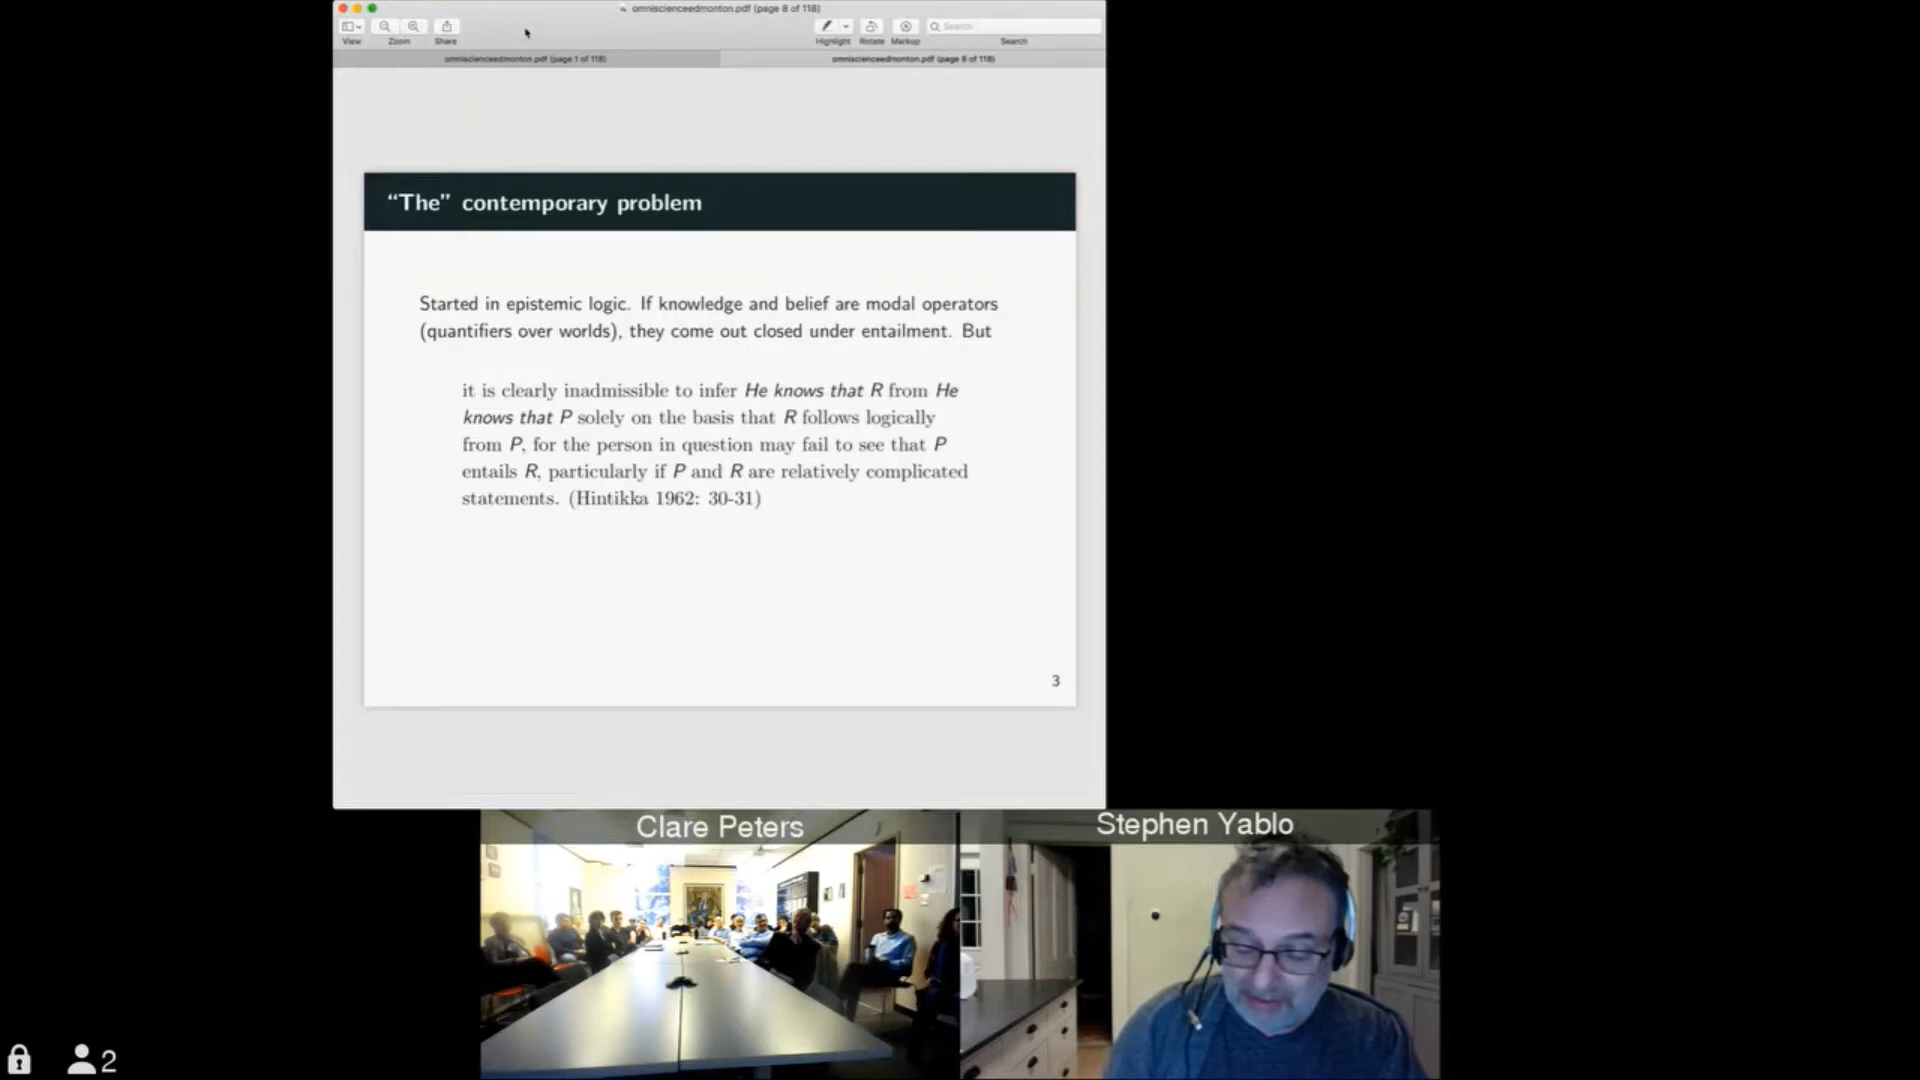 omniscienceedmonton.pdf (page 8 of 118)
View Zoom Share Highlight Rotate Markup Search
Search
omniscienceedmonton.pdf (page 1 of 118) omniscienceedmonton.pdf (page 8 of 118)
“The” contemporary problem
Started in epistemic logic. If knowledge and belief are modal operators
(quantifiers over worlds), they come out closed under entailment. But
it is clearly inadmissible to infer He knows that R from He
knows that P solely on the basis that R follows logically
from P, for the person in question may fail to see that P
entails R, particularly if P and R are relatively complicated
statements. (Hintikka 1962: 30-31)
3
Clare Peters
Stephen Yablo
2